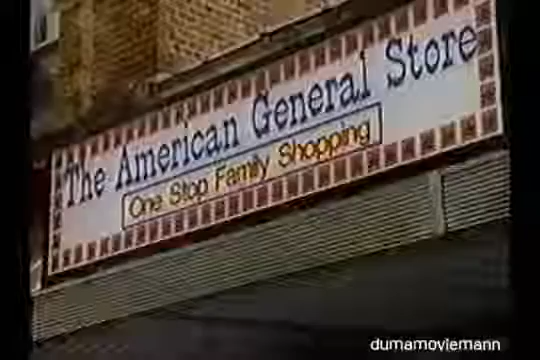 The American General Store
One Stop Family Shopping
dumamoviemann